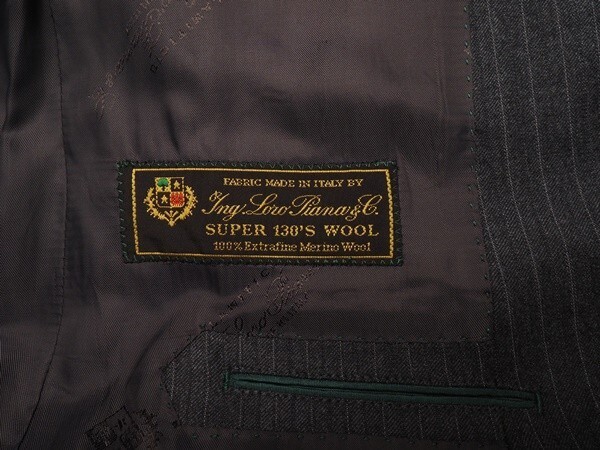 FABRIC MADE IN ITALY BY
Ing. Loro Piana & C.
SUPER 130'S WOOL
100% Extrafine Merino Wool